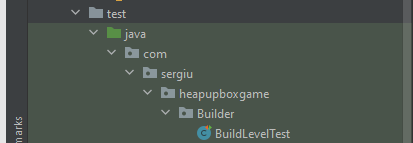 test
java
com
sergiu
heapupboxgame
Builder
BuildLevelTest
marks